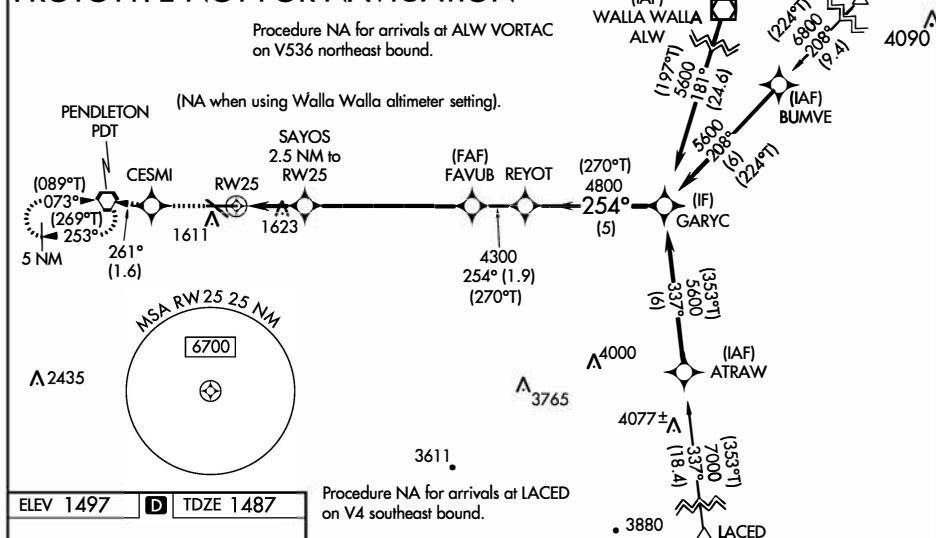 Procedure NA for arrivals at ALW VORTAC
on V536 northeast bound.
(IAF)
WALLA WALLA
ALW
(224°T)
6800
208°
(9.4)
4090
(197°T)
5600
181°
(24.6)
(IAF)
BUMVE
5600
208°
(6)
(224°T)
(NA when using Walla Walla altimeter setting).
PENDLETON
PDT
CESMI
RW25
SAYOS
2.5 NM to
RW25
(FAF)
FAVUB
REYOT
(270°T)
4800
254°
(5)
(IF)
GARYC
(089°T)
073°
(269°T)
253°
5 NM
261°
(1.6)
1611
1623
4300
254° (1.9)
(270°T)
(353°T)
5600
337°
(6)
MSA RW 25 25 NM
6700
2435
4000
(IAF)
ATRAW
3765
4077±
(353°T)
7000
337°
(18.4)
3611
Procedure NA for arrivals at LACED
on V4 southeast bound.
3880
LACED
ELEV 1497
D
TDZE 1487